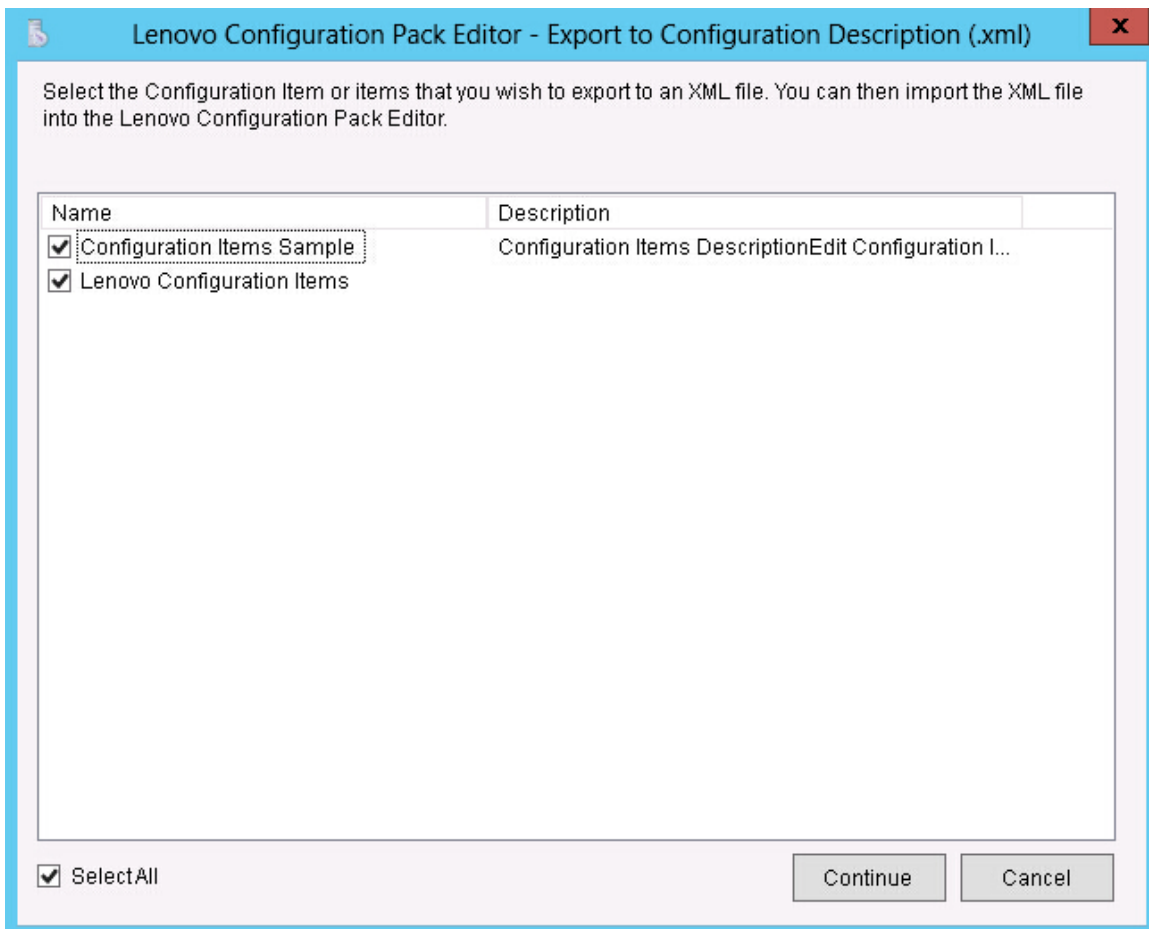 Lenovo Configuration Pack Editor - Export to Configuration Description (.xml)
x
Select the Configuration Item or items that you wish to export to an XML file. You can then import the XML file
into the Lenovo Configuration Pack Editor.
Name Description
Configuration Items Sample Configuration Items DescriptionEdit Configuration I...
Lenovo Configuration Items
Select All Continue Cancel